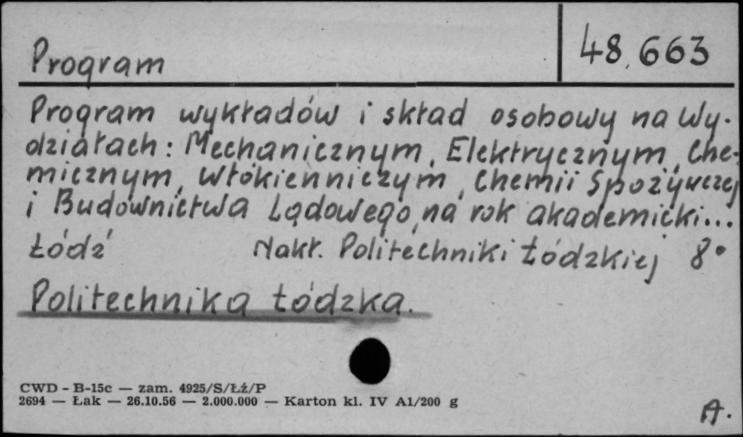 Program
48.663
Program wykładów i skład osobowy na Wy-
działach: Mechanicznym, Elektrycznym, Che-
micznym, Włókienniczym, Chemii Spożywczej
i Budownictwa Lądowego, na rok akademicki...
Łódź Nakł. Politechniki Łódzkiej 8°
Politechnika Łódzka.
CWD - B-15c — zam. 4925/S/Łź/P
2694 — Łak — 26.10.56 — 2.000.000 — Karton kl. IV A1/200 g
A.